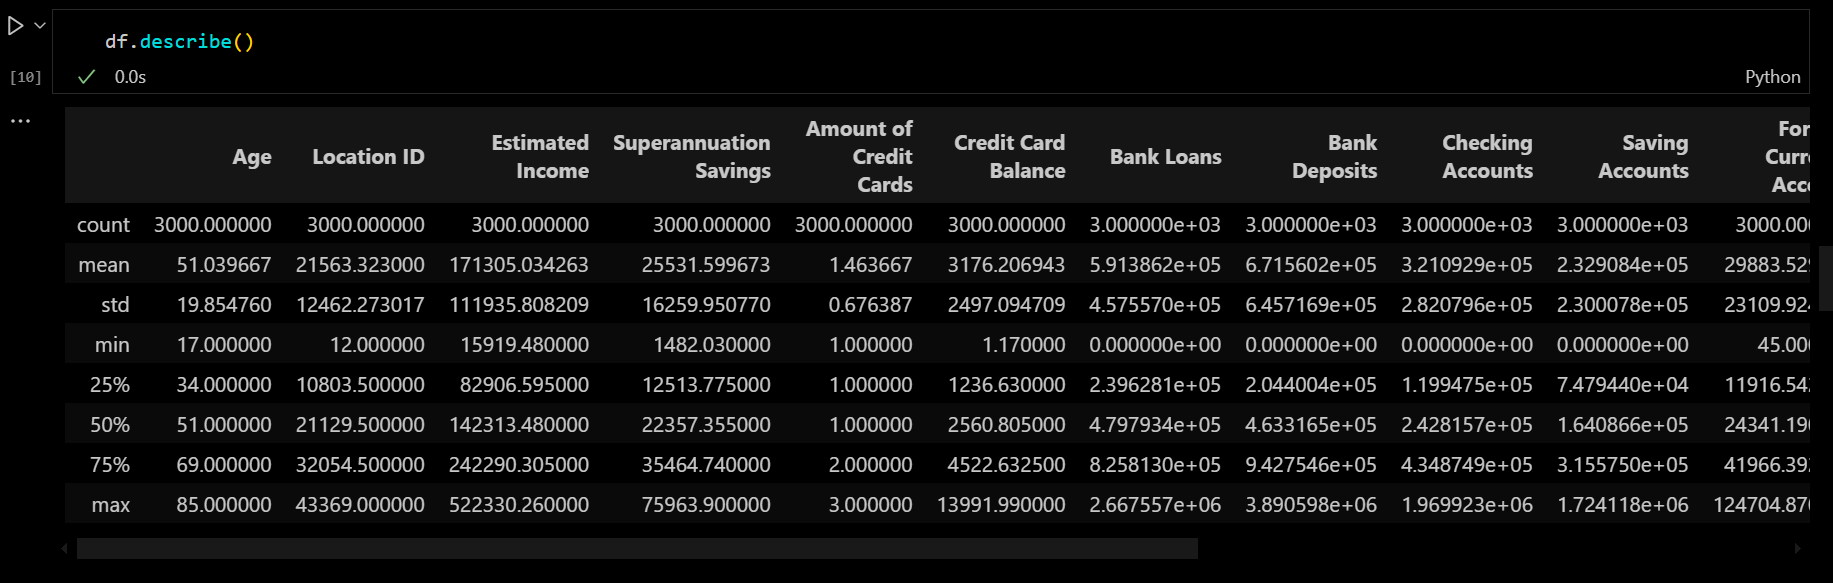 df.describe()
[10]
0.0s
Python
Age Location ID Estimated Income Superannuation Savings Amount of Credit Cards Credit Card Balance Bank Loans Bank Deposits Checking Accounts Saving Accounts For Curr Acc
count 3000.000000 3000.000000 3000.000000 3000.000000 3000.000000 3000.000000 3.000000e+03 3.000000e+03 3.000000e+03 3.000000e+03 3000.00
mean 51.039667 21563.323000 171305.034263 25531.599673 1.463667 3176.206943 5.913862e+05 6.715602e+05 3.210929e+05 2.329084e+05 29883.529
std 19.854760 12462.273017 111935.808209 16259.950770 0.676387 2497.094709 4.575570e+05 6.457169e+05 2.820796e+05 2.300078e+05 23109.924
min 17.000000 12.000000 15919.480000 1482.030000 1.000000 1.170000 0.000000e+00 0.000000e+00 0.000000e+00 0.000000e+00 45.00
25% 34.000000 10803.500000 82906.595000 12513.775000 1.000000 1236.630000 2.396281e+05 2.044004e+05 1.199475e+05 7.479440e+04 11916.54
50% 51.000000 21129.500000 142313.480000 22357.355000 1.000000 2560.805000 4.797934e+05 4.633165e+05 2.428157e+05 1.640866e+05 24341.19
75% 69.000000 32054.500000 242290.305000 35464.740000 2.000000 4522.632500 8.258130e+05 9.427546e+05 4.348749e+05 3.155750e+05 41966.39
max 85.000000 43369.000000 522330.260000 75963.900000 3.000000 13991.990000 2.667557e+06 3.890598e+06 1.969923e+06 1.724118e+06 124704.87